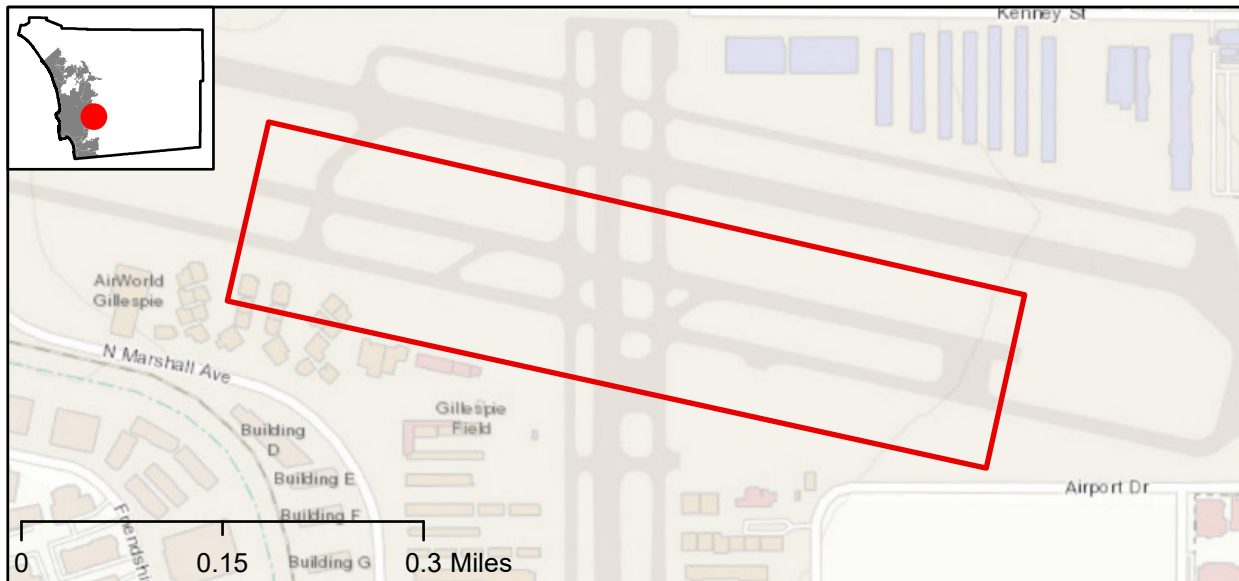 Kenney St
AirWorld
Gillespie
N Marshall Ave
Gillespie
Field
Building
D
Building E
Building F
Building G
Airport Dr
0
0.15
0.3 Miles